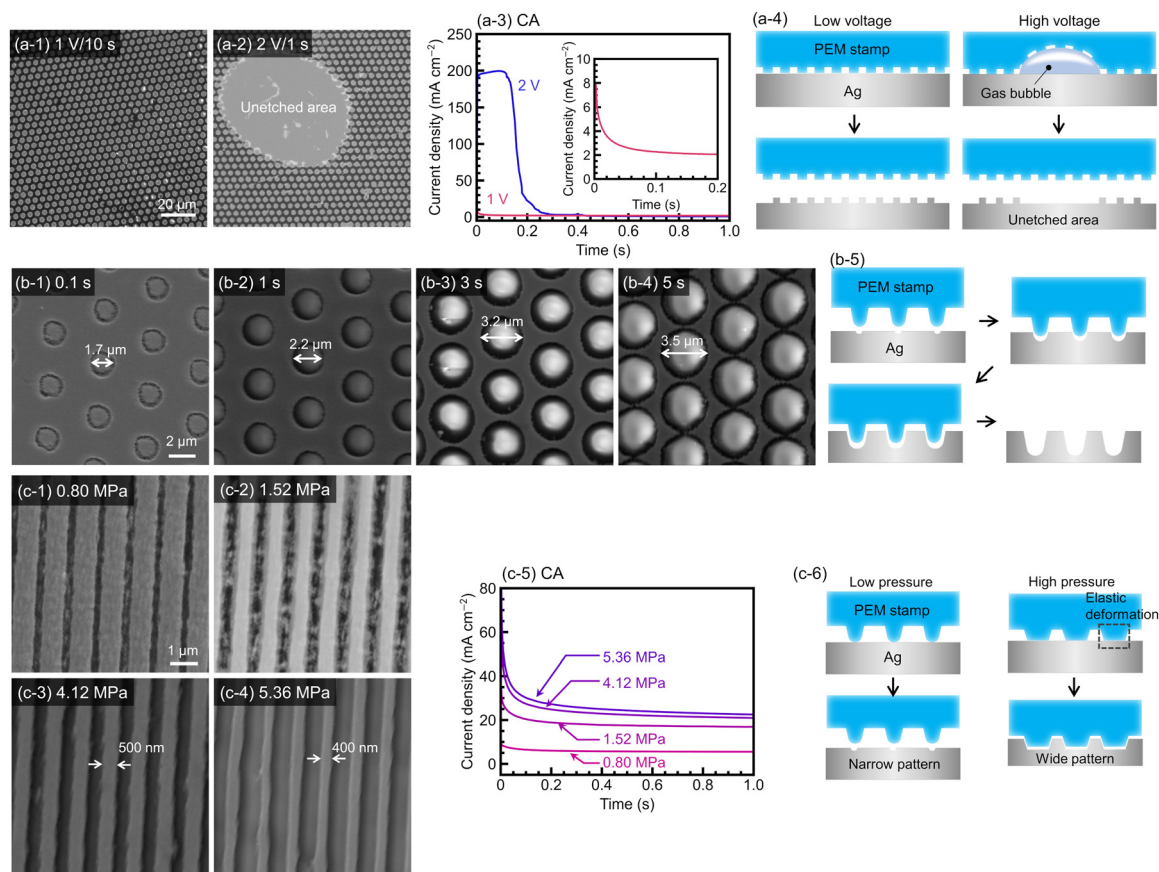 (a-1) 1 V/10 s
20 µm
(a-2) 2 V/1 s
Unetched area
(a-3) CA
Current density (mA cm−2)
250
200
150
100
50
0
2 V
1 V
0
0.2
0.4
0.6
0.8
1.0
Time (s)
Current density (mA cm−2)
10
8
6
4
2
0
0
0.1
0.2
Time (s)
(a-4)
Low voltage
High voltage
PEM stamp
Ag
Gas bubble
Unetched area
(b-1) 0.1 s
1.7 µm
2 µm
(b-2) 1 s
2.2 µm
(b-3) 3 s
3.2 µm
(b-4) 5 s
3.5 µm
(b-5)
PEM stamp
Ag
(c-1) 0.80 MPa
1 µm
(c-2) 1.52 MPa
(c-3) 4.12 MPa
500 nm
(c-4) 5.36 MPa
400 nm
(c-5) CA
Current density (mA cm−2)
80
60
40
20
0
5.36 MPa
4.12 MPa
1.52 MPa
0.80 MPa
0
0.2
0.4
0.6
0.8
1.0
Time (s)
(c-6)
Low pressure
High pressure
PEM stamp
Elastic
deformation
Ag
Narrow pattern
Wide pattern